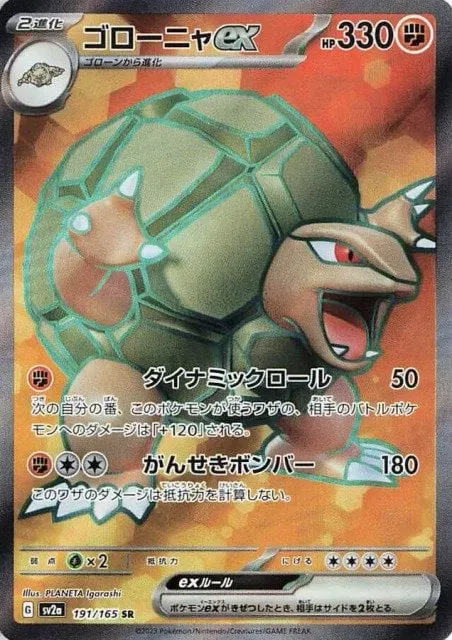 2進化
ゴローニャex
HP 330
ゴローンから進化
ダイナミックロール 50
次の自分の番、このポケモンが使うワザの、相手のバトルポケ
モンへのダメージは「+120」される。
がんせきボンバー 180
このワザのダメージは抵抗力を計算しない。
弱点 ×2 抵抗力 にげる
Illus. PLANETA Igarashi
G sv2a 191/165 SR
exルール
ポケモンexがきぜつしたとき、相手はサイドを2枚とる。
©2023 Pokémon/Nintendo/Creatures/GAME FREAK